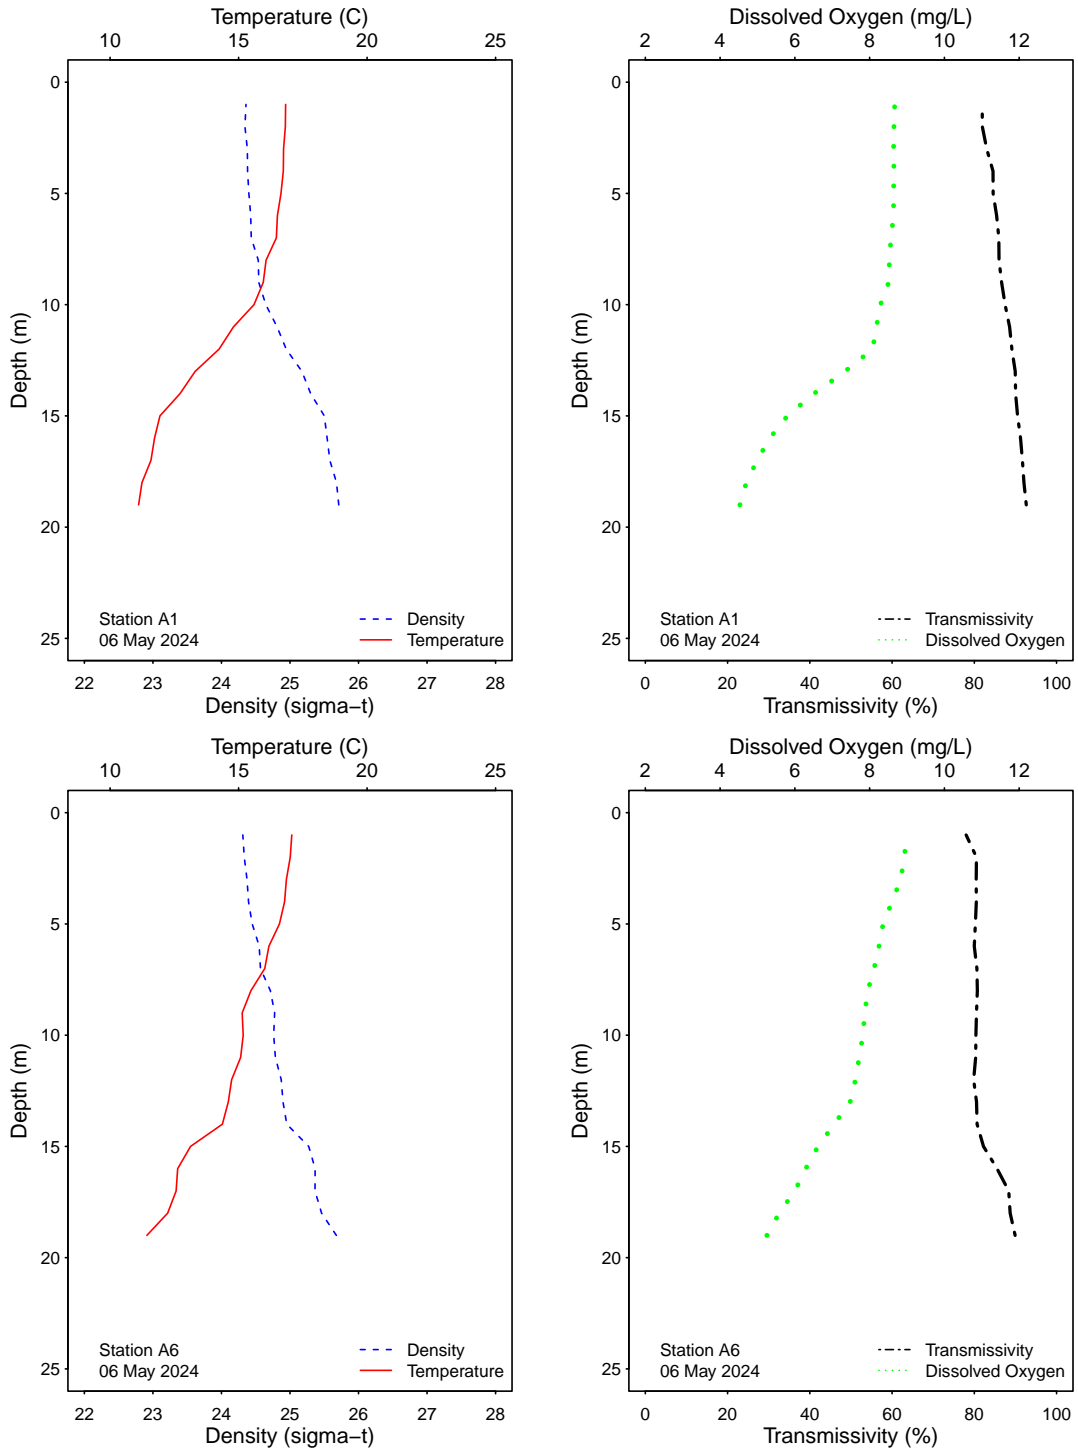 Temperature (C)
10 15 20 25
0
5
10
15
20
25
Depth (m)
Station A1
06 May 2024
Density
Temperature
22 23 24 25 26 27 28
Density (sigma−t)
Dissolved Oxygen (mg/L)
2 4 6 8 10 12
0
5
10
15
20
25
Depth (m)
Station A1
06 May 2024
Transmissivity
Dissolved Oxygen
0 20 40 60 80 100
Transmissivity (%)
Temperature (C)
10 15 20 25
0
5
10
15
20
25
Depth (m)
Station A6
06 May 2024
Density
Temperature
22 23 24 25 26 27 28
Density (sigma−t)
Dissolved Oxygen (mg/L)
2 4 6 8 10 12
0
5
10
15
20
25
Depth (m)
Station A6
06 May 2024
Transmissivity
Dissolved Oxygen
0 20 40 60 80 100
Transmissivity (%)